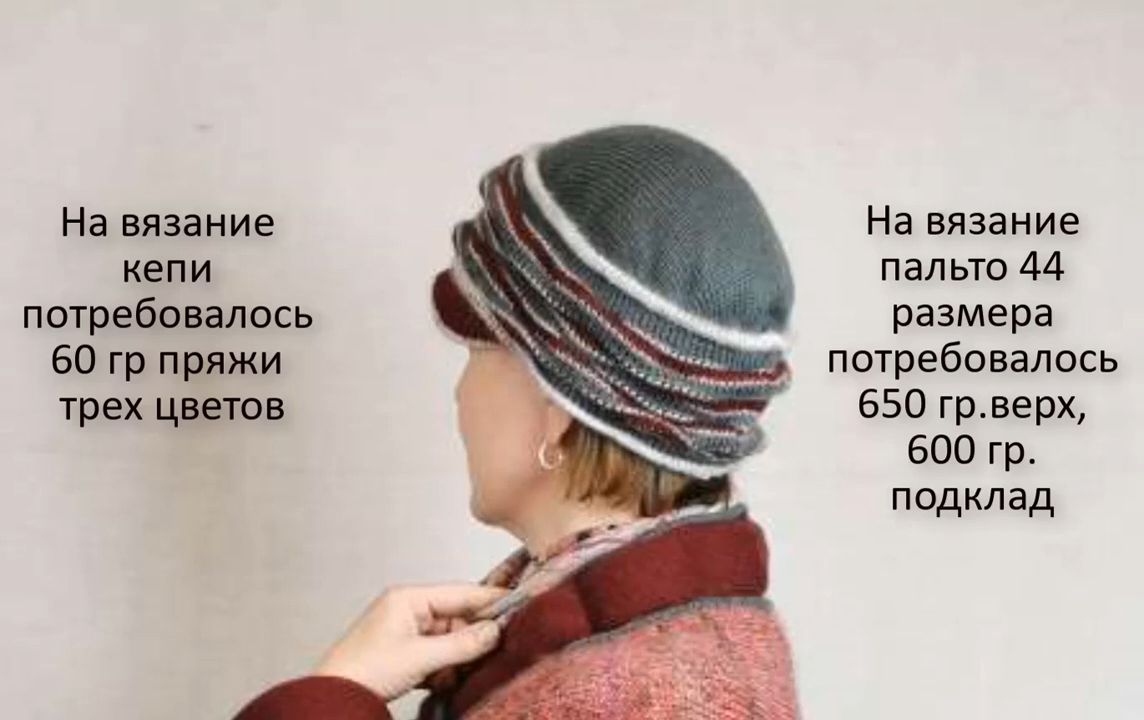 На вязание
кепи
потребовалось
60 гр пряжи
трех цветов
На вязание
пальто 44
размера
потребовалось
650 гр.верх,
600 гр.
подклад